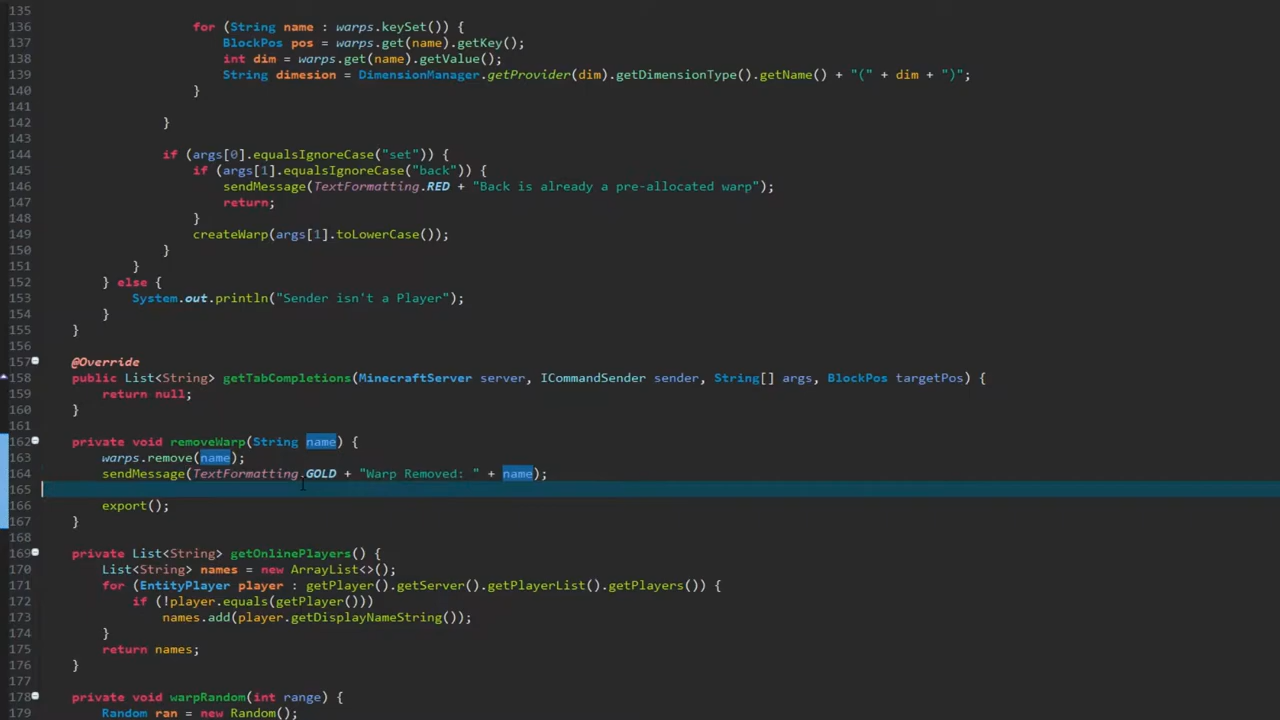 135
136 for (String name : warps.keySet()) {
137 BlockPos pos = warps.get(name).getKey();
138 int dim = warps.get(name).getValue();
139 String dimesion = DimensionManager.getProvider(dim).getDimensionType().getName() + "(" + dim + ")";
140 }
141
142 }
143
144 if (args[0].equalsIgnoreCase("set")) {
145 if (args[1].equalsIgnoreCase("back")) {
146 sendMessage(TextFormatting.RED + "Back is already a pre-allocated warp");
147 return;
148 }
149 createWarp(args[1].toLowerCase());
150 }
151 }
152 } else {
153 System.out.println("Sender isn't a Player");
154 }
155 }
156
157 @Override
158 public List<String> getTabCompletions(MinecraftServer server, ICommandSender sender, String[] args, BlockPos targetPos) {
159 return null;
160 }
161
162 private void removeWarp(String name) {
163 warps.remove(name);
164 sendMessage(TextFormatting.GOLD + "Warp Removed: " + name);
165
166 export();
167 }
168
169 private List<String> getOnlinePlayers() {
170 List<String> names = new ArrayList<>();
171 for (EntityPlayer player : getPlayer().getServer().getPlayerList().getPlayers()) {
172 if (!player.equals(getPlayer()))
173 names.add(player.getDisplayNameString());
174 }
175 return names;
176 }
177
178 private void warpRandom(int range) {
179 Random ran = new Random();